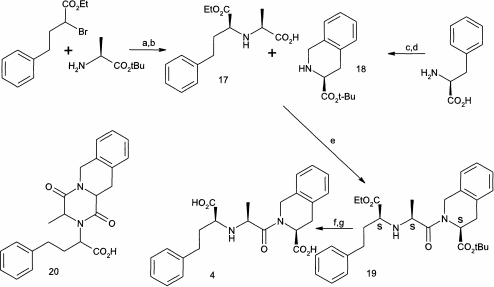 CO₂Et
Br
+
H₂N
CO₂tBu
a,b
EtO₂C
N
H
CO₂H
17
+
HN
CO₂t-Bu
18
c,d
H₂N
CO₂H
e
O
N
N
O
CO₂H
20
HO₂C
N
H
O
N
CO₂H
4
f,g
EtO₂C
S
N
H
S
O
N
S
CO₂tBu
19